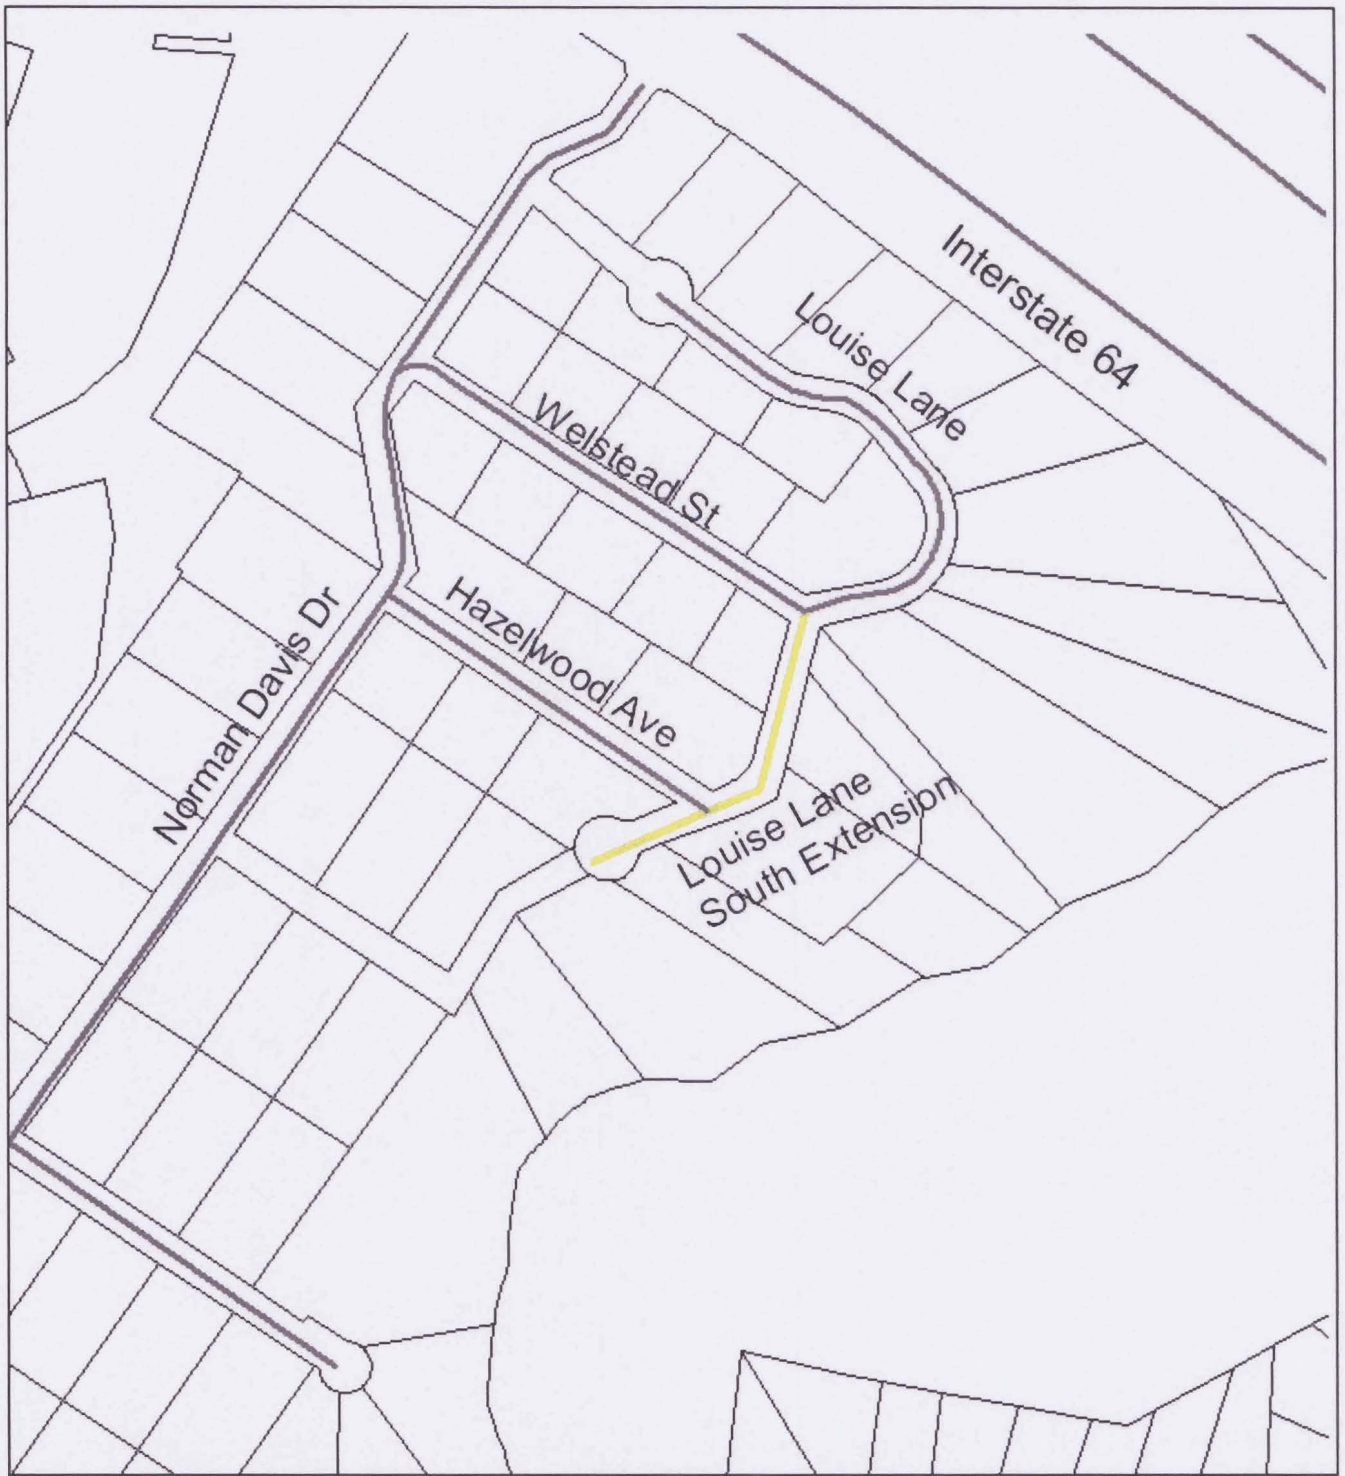 Interstate 64
Louise Lane
Welstead St
Hazelwood Ave
Norman Davis Dr
Louise Lane
South Extension